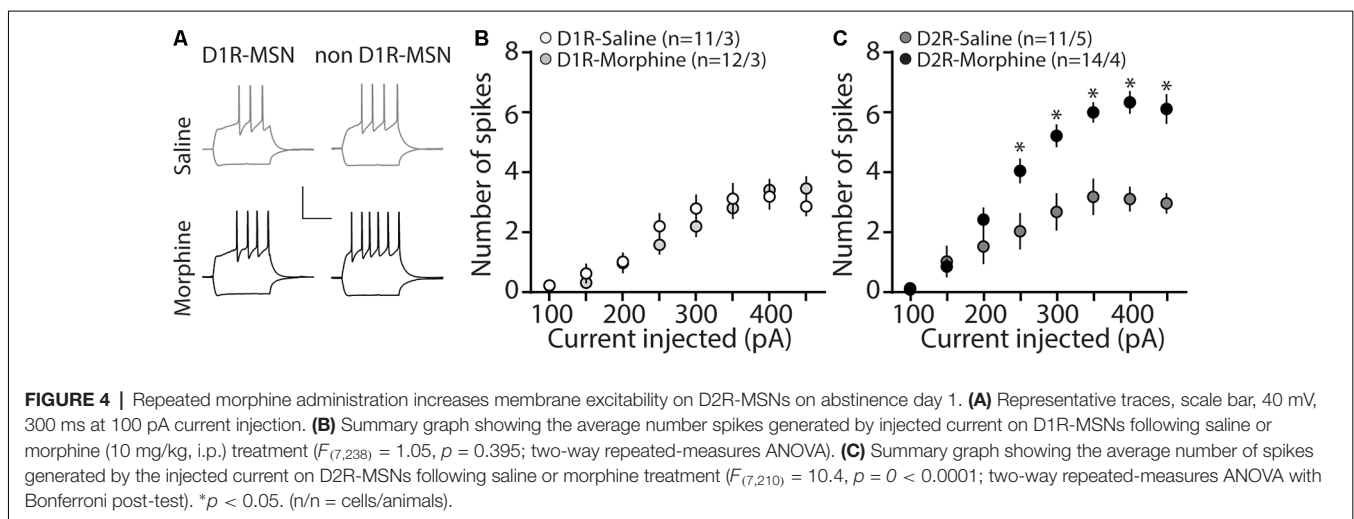 A
D1R-MSN non D1R-MSN
Saline
Morphine
B
D1R-Saline (n=11/3)
D1R-Morphine (n=12/3)
Number of spikes
8
6
4
2
0
100 200 300 400
Current injected (pA)
C
D2R-Saline (n=11/5)
D2R-Morphine (n=14/4)
Number of spikes
8
6
4
2
0
* * * * *
100 200 300 400
Current injected (pA)
FIGURE 4 | Repeated morphine administration increases membrane excitability on D2R-MSNs on abstinence day 1. (A) Representative traces, scale bar, 40 mV,
300 ms at 100 pA current injection. (B) Summary graph showing the average number spikes generated by injected current on D1R-MSNs following saline or
morphine (10 mg/kg, i.p.) treatment (F(7,238) = 1.05, p = 0.395; two-way repeated-measures ANOVA). (C) Summary graph showing the average number of spikes
generated by the injected current on D2R-MSNs following saline or morphine treatment (F(7,210) = 10.4, p = 0 < 0.0001; two-way repeated-measures ANOVA with
Bonferroni post-test). *p < 0.05. (n/n = cells/animals).